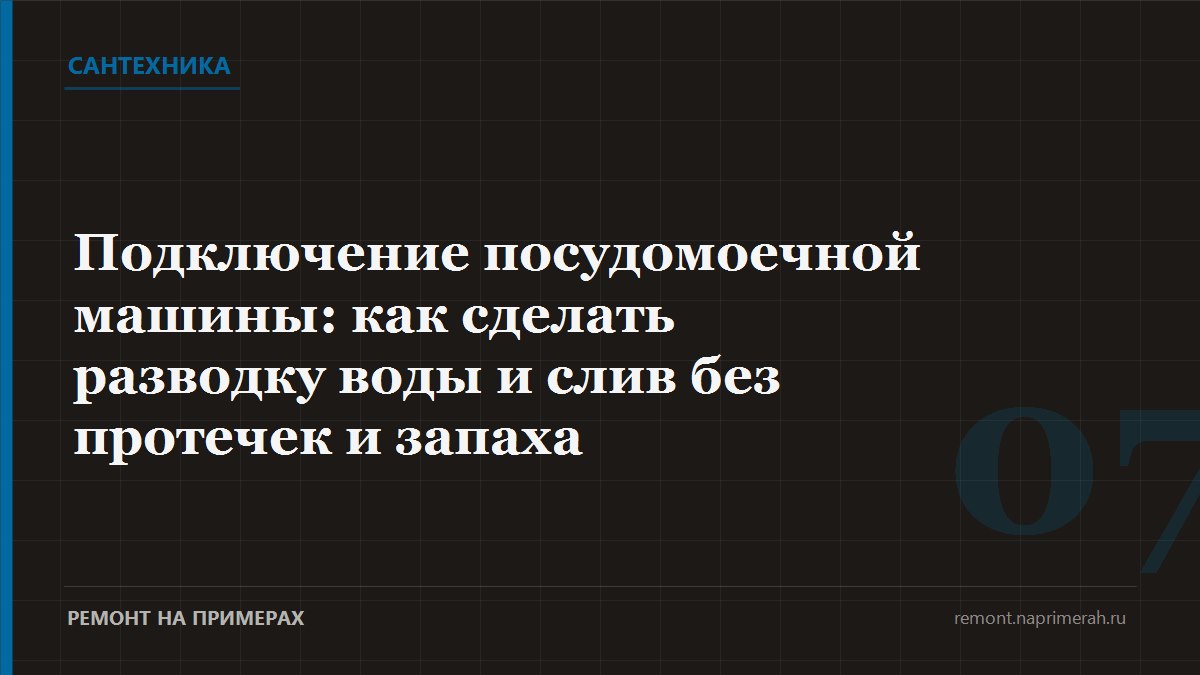 САНТЕХНИКА
Подключение посудомоечной
машины: как сделать
разводку воды и слив без
протечек и запаха
07
РЕМОНТ НА ПРИМЕРАХ
remont.naprimerah.ru